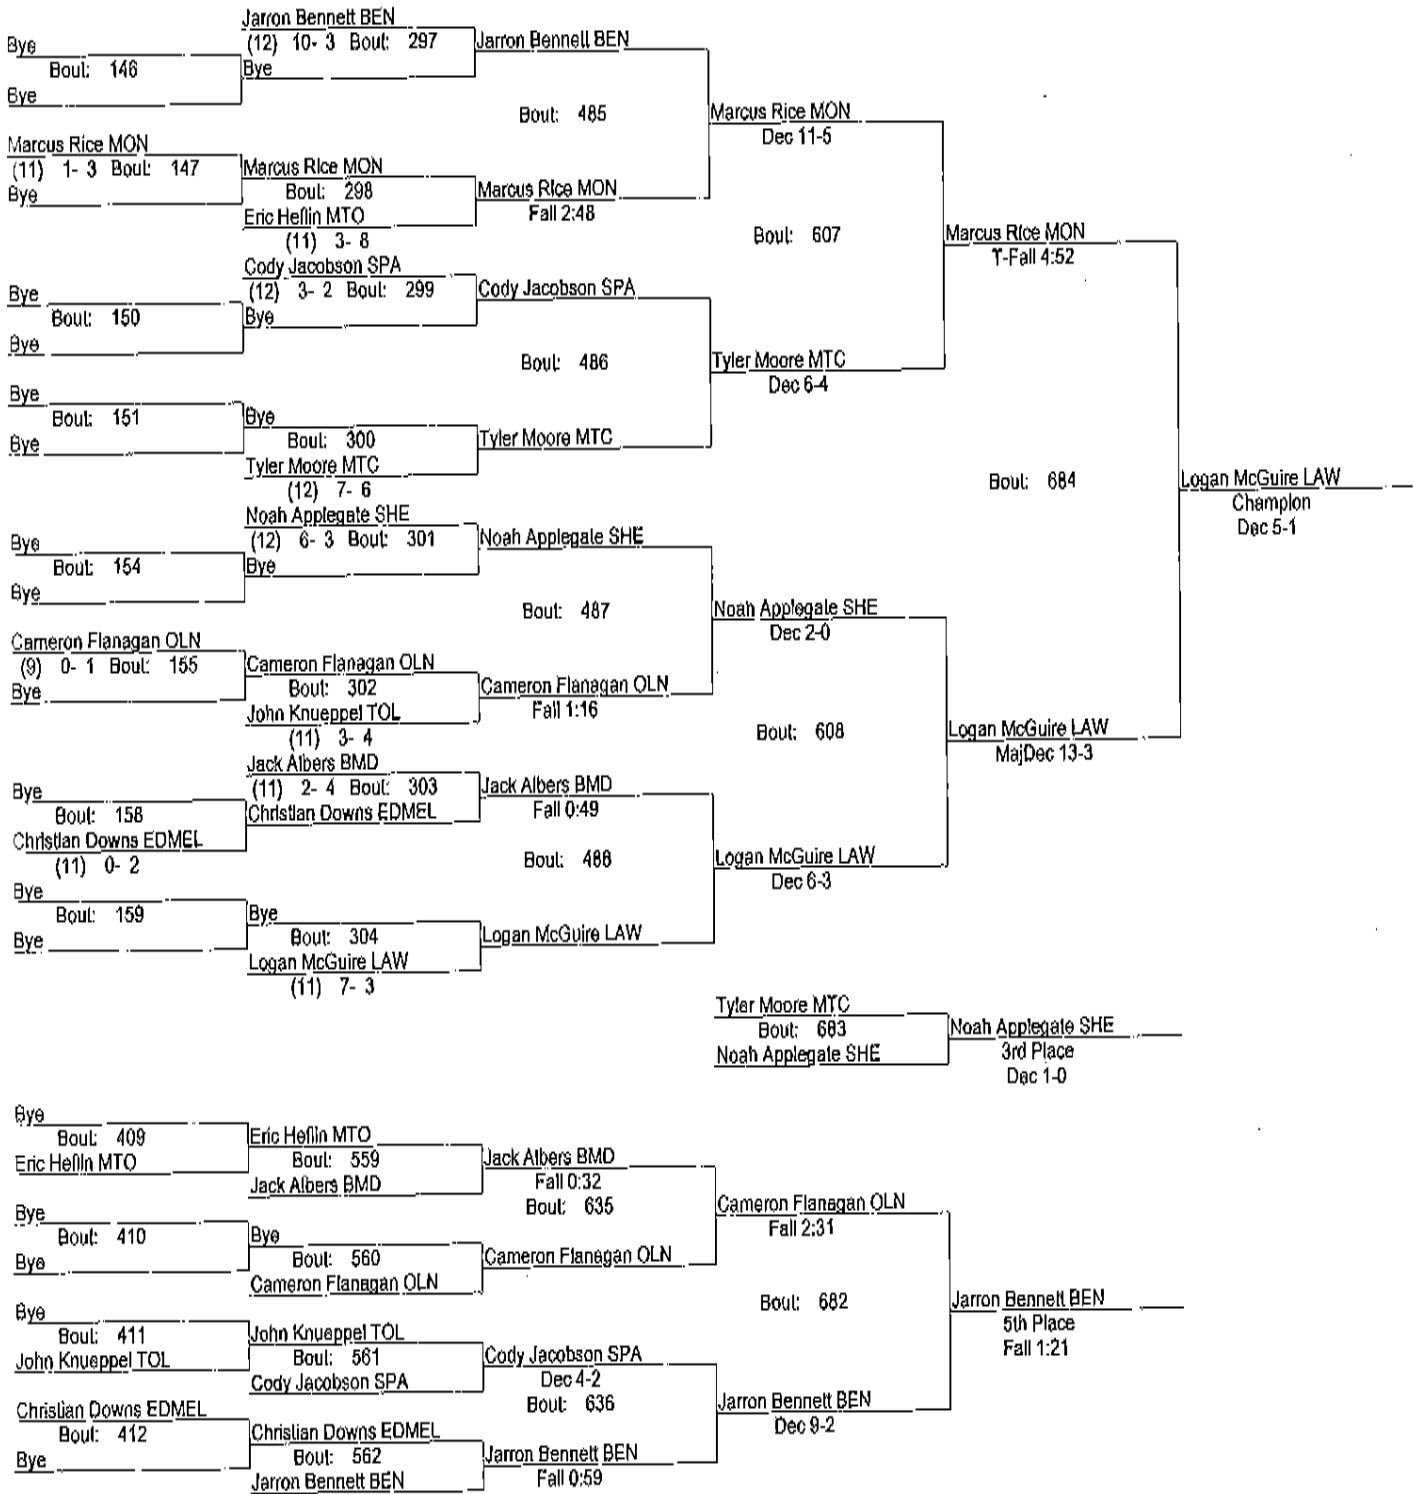 Jarron Bennett BEN
Bye
(12) 10- 3 Bout: 297
Jarron Bennett BEN
Bout: 146
Bye
Bye
Bout: 485
Marcus Rice MON
Dec 11-5
Marcus Rice MON
(11) 1- 3 Bout: 147
Marcus Rice MON
Bye
Bout: 298
Marcus Rice MON
Fall 2:48
Eric Heflin MTO
(11) 3- 8
Bout: 607
Marcus Rice MON
T-Fall 4:52
Cody Jacobson SPA
Bye
(12) 3- 2 Bout: 299
Cody Jacobson SPA
Bout: 150
Bye
Bye
Bout: 486
Tyler Moore MTC
Dec 6-4
Bye
Bout: 151
Bye
Bye
Bout: 300
Tyler Moore MTC
Tyler Moore MTC
(12) 7- 6
Bout: 684
Logan McGuire LAW
Champion
Dec 5-1
Noah Applegate SHE
Bye
(12) 6- 3 Bout: 301
Noah Applegate SHE
Bout: 154
Bye
Bye
Bout: 487
Noah Applegate SHE
Dec 2-0
Cameron Flanagan OLN
(9) 0- 1 Bout: 155
Cameron Flanagan OLN
Bye
Bout: 302
Cameron Flanagan OLN
Fall 1:16
John Knueppel TOL
(11) 3- 4
Bout: 608
Logan McGuire LAW
MajDec 13-3
Jack Albers BMD
Bye
(11) 2- 4 Bout: 303
Jack Albers BMD
Fall 0:49
Bout: 158
Christian Downs EDMEL
Christian Downs EDMEL
(11) 0- 2
Bout: 488
Logan McGuire LAW
Dec 6-3
Bye
Bout: 159
Bye
Bye
Bout: 304
Logan McGuire LAW
Logan McGuire LAW
(11) 7- 3
Tyler Moore MTC
Bout: 683
Noah Applegate SHE
Noah Applegate SHE
3rd Place
Dec 1-0
Bye
Bout: 409
Eric Heflin MTO
Eric Heflin MTO
Bout: 559
Jack Albers BMD
Jack Albers BMD
Fall 0:32
Bout: 635
Cameron Flanagan OLN
Fall 2:31
Bye
Bout: 410
Bye
Bye
Bout: 560
Cameron Flanagan OLN
Cameron Flanagan OLN
Bout: 682
Jarron Bennett BEN
5th Place
Fall 1:21
Bye
Bout: 411
John Knueppel TOL
John Knueppel TOL
Bout: 561
Cody Jacobson SPA
Cody Jacobson SPA
Dec 4-2
Bout: 636
Jarron Bennett BEN
Dec 9-2
Christian Downs EDMEL
Bout: 412
Bye
Christian Downs EDMEL
Bout: 562
Jarron Bennett BEN
Jarron Bennett BEN
Fall 0:59